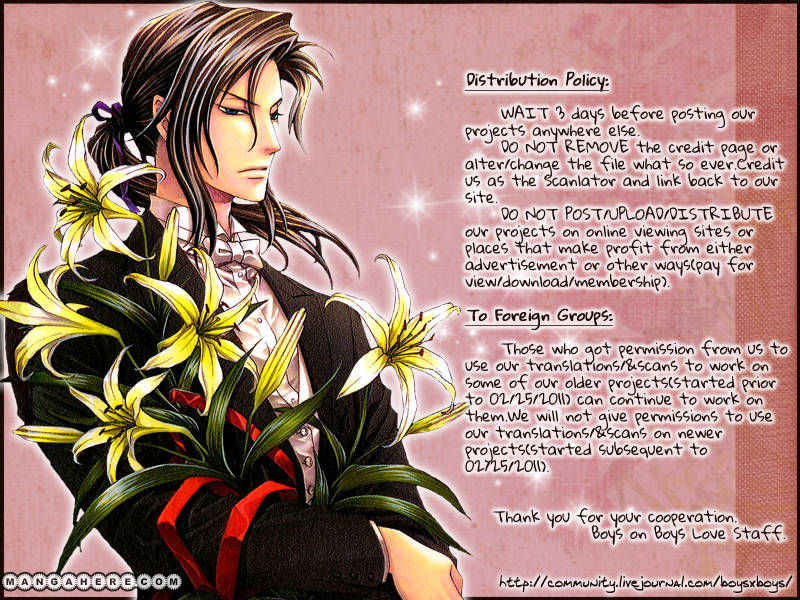 Distribution Policy:
WAIT 3 days before posting our
projects anywhere else.
DO NOT REMOVE the credit page or
alter/change the file what so ever.Credit
us as the scanlator and link back to our
site.
DO NOT POST/UPLOAD/DISTRIBUTE
our projects on online viewing sites or
places that make profit from either
advertisement or other ways(pay for
view/download/membership).
To Foreign Groups:
Those who got permission from us to
use our translations/&scans to work on
some of our older projects(started prior
to 02/25/2011) can continue to work on
them.We will not give permissions to use
our translations/&scans on newer
projects(started subsequent to
02/25/2011).
Thank you for your cooperation.
Boys on Boys Love Staff.
http://community.livejournal.com/boysxboys/
MANGAHERE.COM